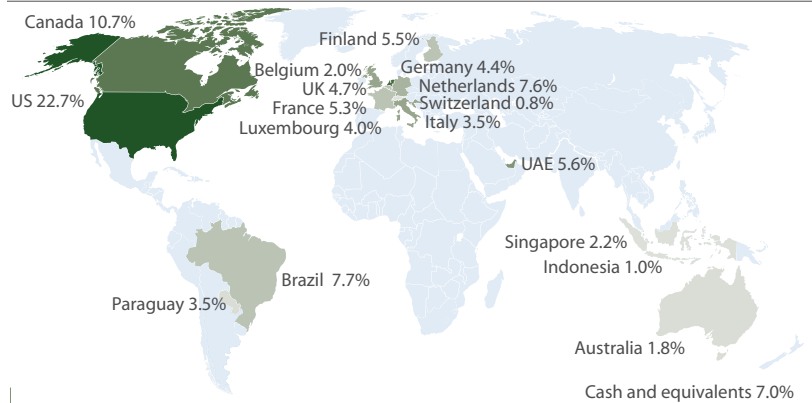 Canada 10.7%
Finland 5.5%
Belgium 2.0%
Germany 4.4%
US 22.7%
UK 4.7%
Netherlands 7.6%
France 5.3%
Switzerland 0.8%
Luxembourg 4.0%
Italy 3.5%
UAE 5.6%
Singapore 2.2%
Indonesia 1.0%
Brazil 7.7%
Paraguay 3.5%
Australia 1.8%
Cash and equivalents 7.0%